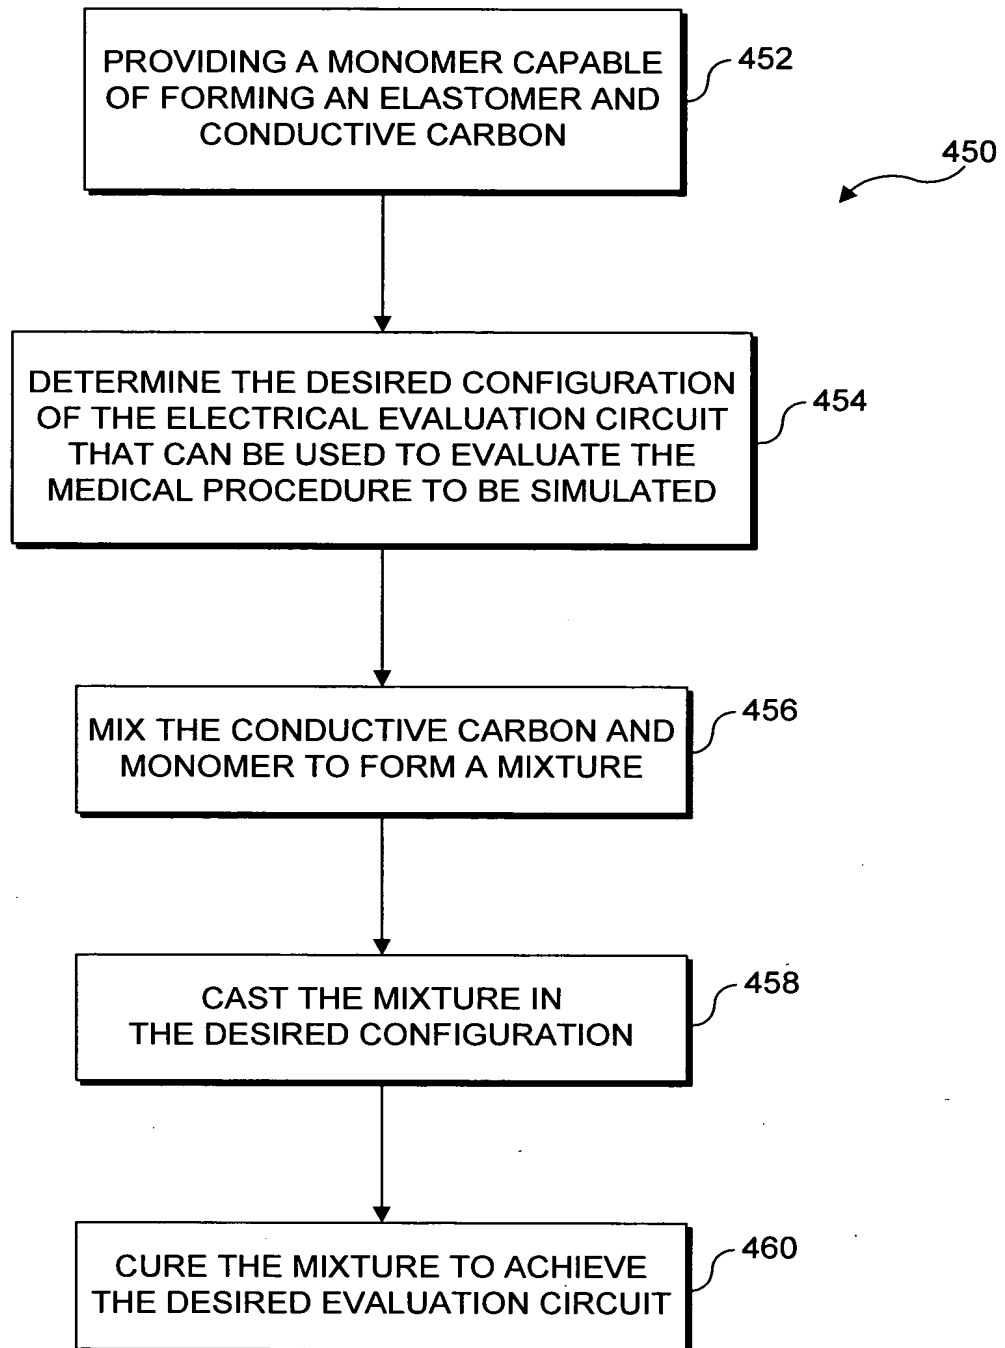 PROVIDING A MONOMER CAPABLE
OF FORMING AN ELASTOMER AND
CONDUCTIVE CARBON
452
450
DETERMINE THE DESIRED CONFIGURATION
OF THE ELECTRICAL EVALUATION CIRCUIT
THAT CAN BE USED TO EVALUATE THE
MEDICAL PROCEDURE TO BE SIMULATED
454
MIX THE CONDUCTIVE CARBON AND
MONOMER TO FORM A MIXTURE
456
CAST THE MIXTURE IN
THE DESIRED CONFIGURATION
458
CURE THE MIXTURE TO ACHIEVE
THE DESIRED EVALUATION CIRCUIT
460